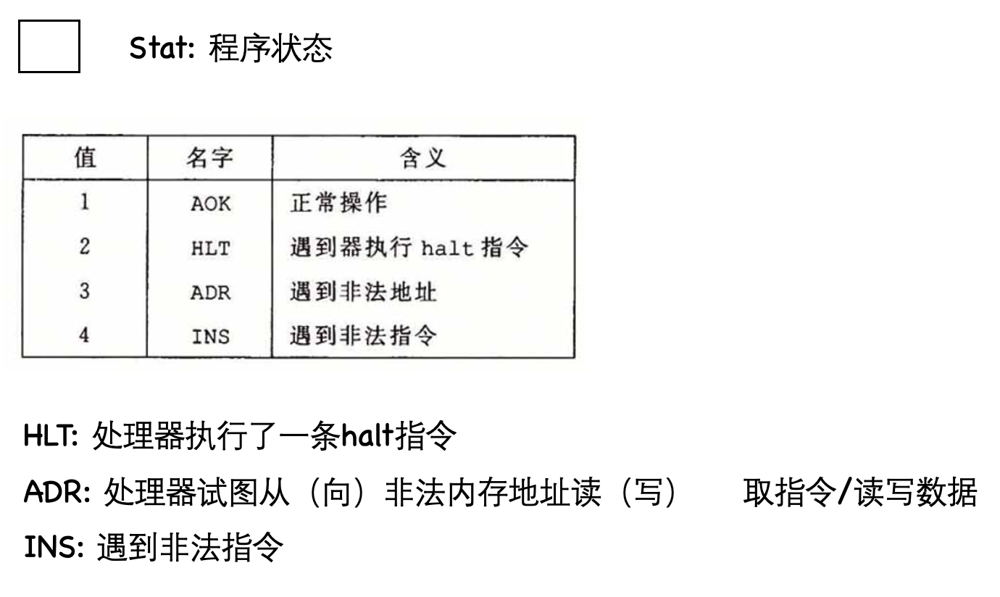 Stat: 程序状态
值 名字 含义
1 AOK 正常操作
2 HLT 遇到器执行 halt 指令
3 ADR 遇到非法地址
4 INS 遇到非法指令
HLT: 处理器执行了一条halt指令
ADR: 处理器试图从（向）非法内存地址读（写） 取指令/读写数据
INS: 遇到非法指令